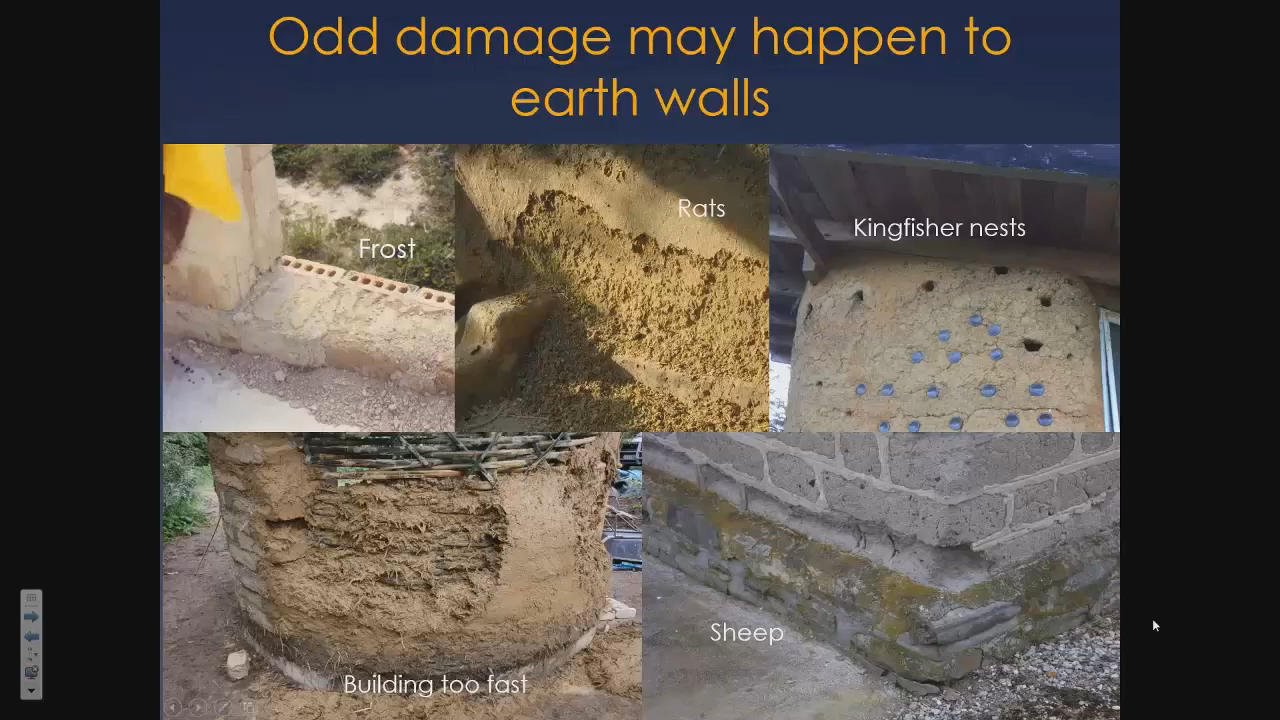 Odd damage may happen to
earth walls
Frost
Rats
Kingfisher nests
Building too fast
Sheep